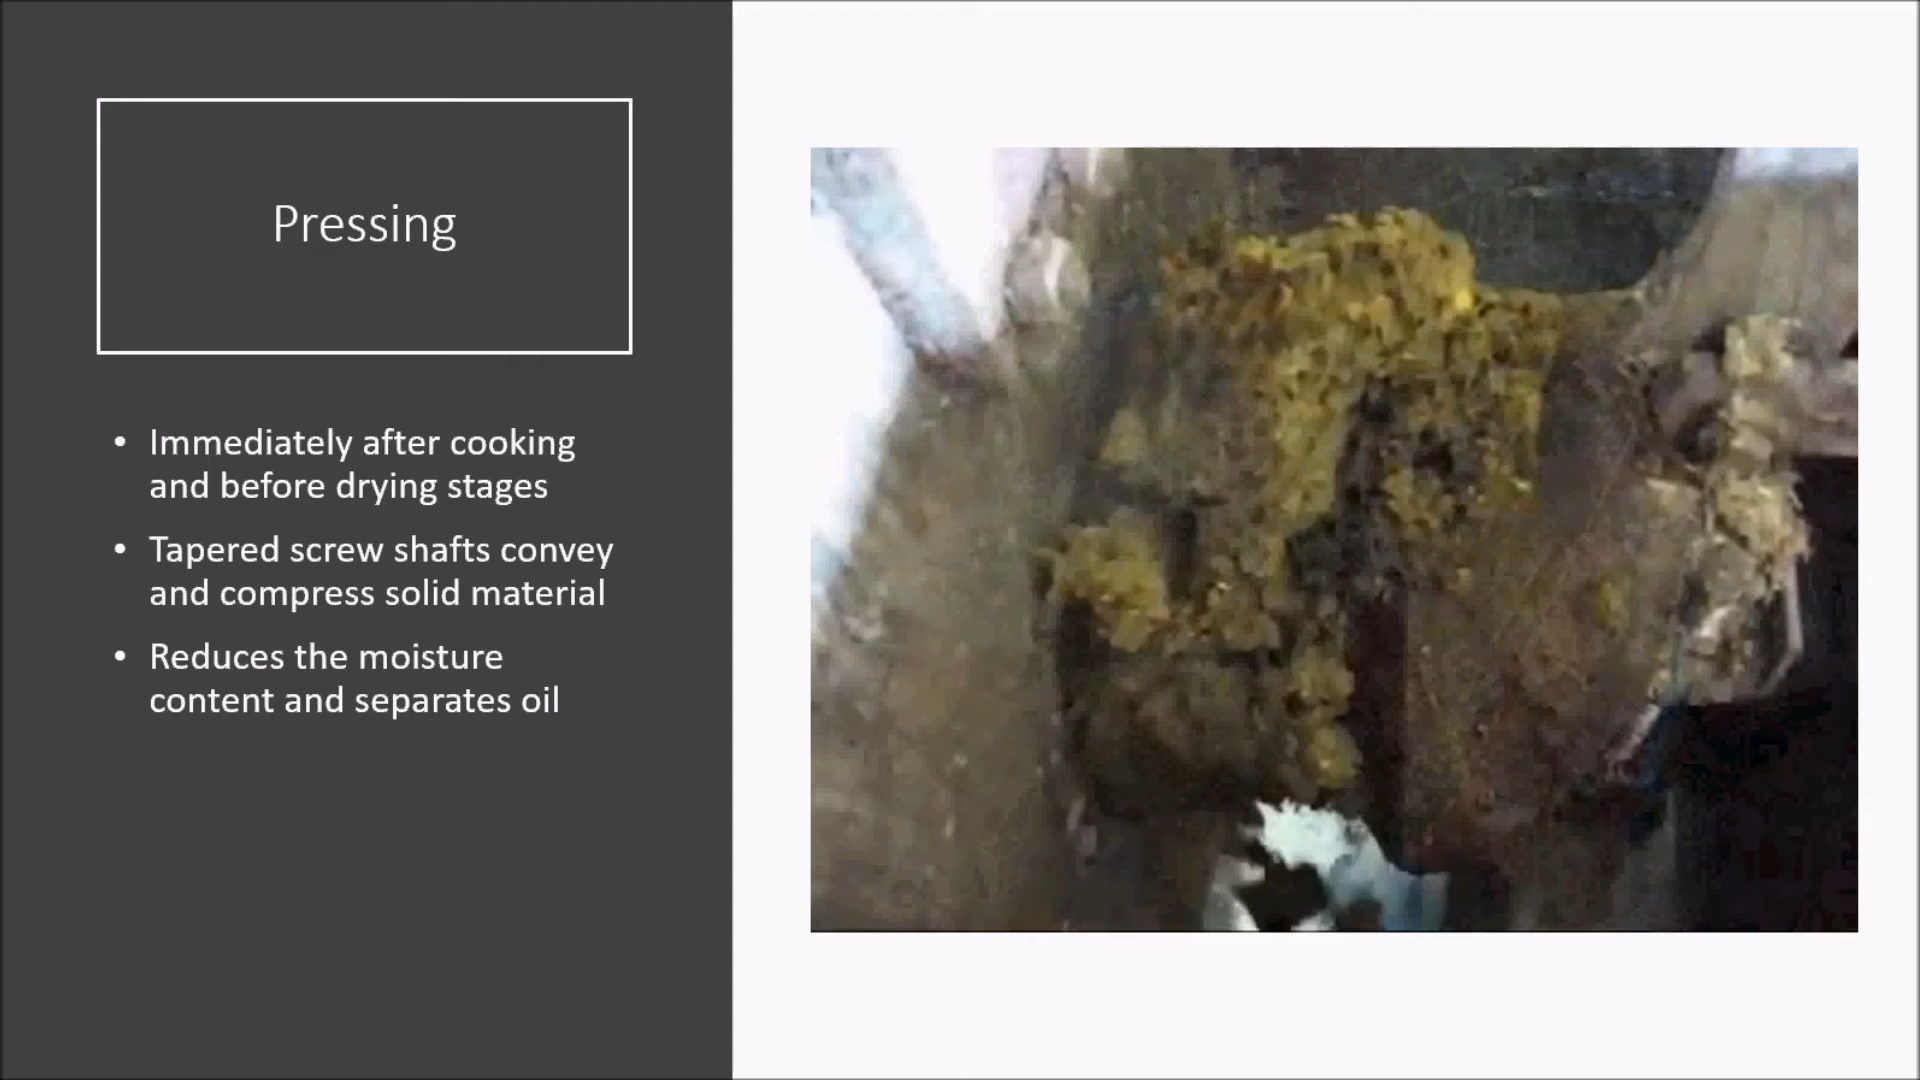 Pressing
• Immediately after cooking
and before drying stages
• Tapered screw shafts convey
and compress solid material
• Reduces the moisture
content and separates oil